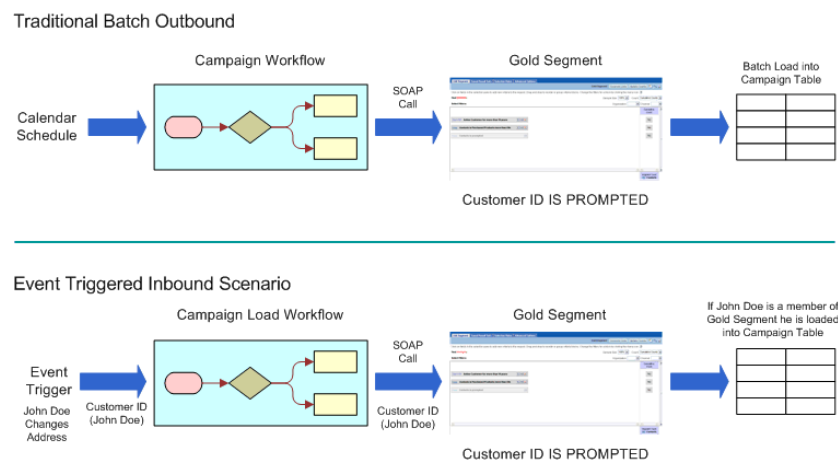 Traditional Batch Outbound
Campaign Workflow
Gold Segment
Batch Load into
Campaign Table
SOAP
Call
Calendar
Schedule
Customer ID IS PROMPTED
Event Triggered Inbound Scenario
Campaign Load Workflow
Gold Segment
If John Doe is a member of
Gold Segment he is loaded
into Campaign Table
SOAP
Call
Event
Trigger
John Doe
Changes
Address
Customer ID
(John Doe)
Customer ID
(John Doe)
Customer ID IS PROMPTED